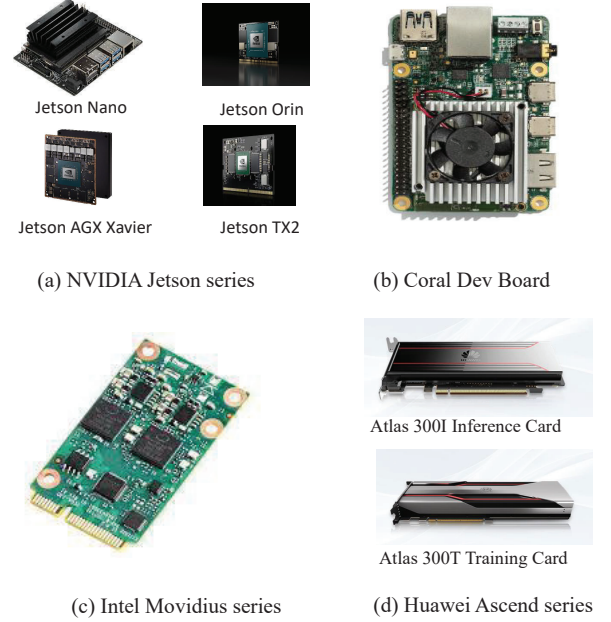 Jetson Nano
Jetson Orin
Jetson AGX Xavier
Jetson TX2
(a) NVIDIA Jetson series
(b) Coral Dev Board
Atlas 300I Inference Card
Atlas 300T Training Card
(c) Intel Movidius series
(d) Huawei Ascend series